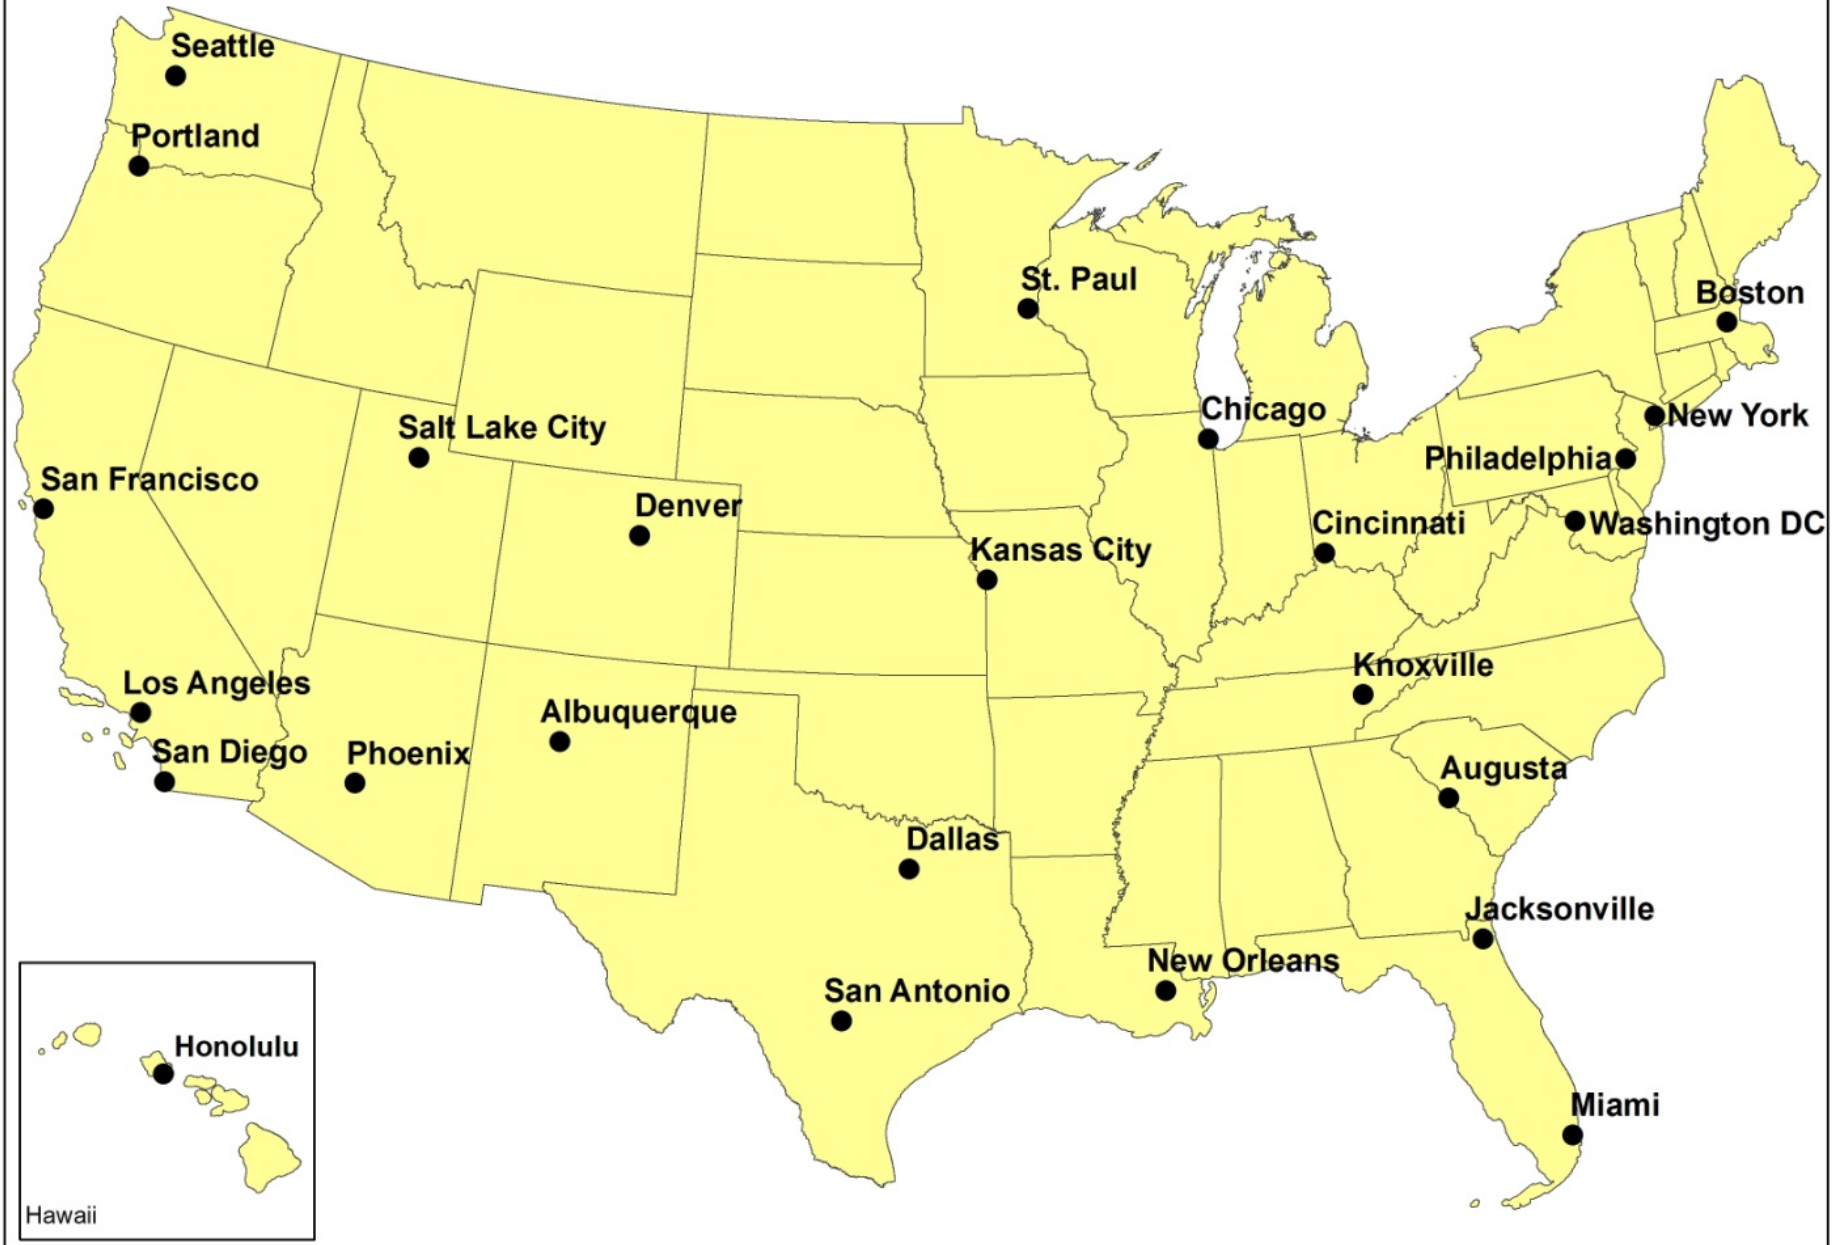 Seattle
Portland
St. Paul
Boston
Chicago
New York
Salt Lake City
Philadelphia
San Francisco
Denver
Cincinnati
Washington DC
Kansas City
Knoxville
Los Angeles
Albuquerque
San Diego
Phoenix
Augusta
Dallas
Jacksonville
New Orleans
San Antonio
Honolulu
Miami
Hawaii